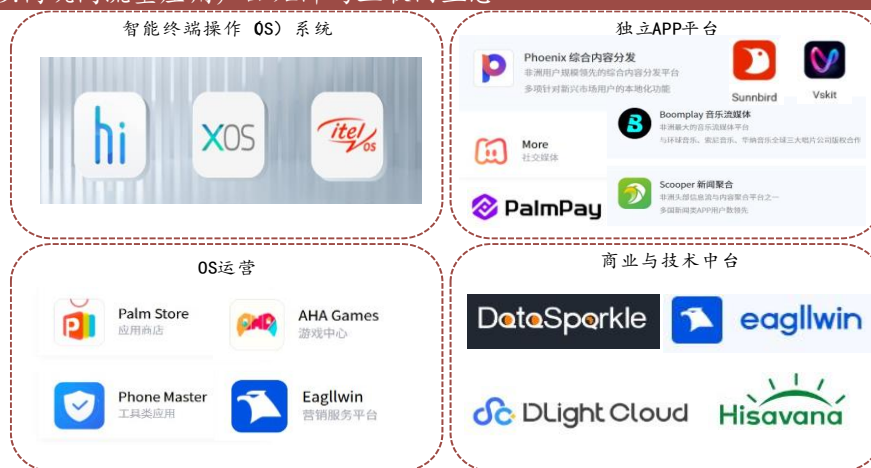 智能终端操作（OS）系统
hi
XOS
itel
OS
独立APP平台
Phoenix 综合内容分发
非洲用户规模领先的综合内容分发平台
多项针对新兴市场用户的本地化功能
Sunnbird
Vskit
More
社交媒体
Boomplay 音乐流媒体
非洲最大的音乐流媒体平台
与环球音乐、索尼音乐、华纳音乐全球三大唱片公司版权合作
PalmPay
Scooper 新闻聚合
非洲头部信息流与内容聚合平台之一
多国新闻类APP用户数领先
OS运营
Palm Store
应用商店
AHA Games
游戏中心
Phone Master
工具类应用
Eagllwin
营销服务平台
商业与技术中台
DataSparkle
eagllwin
DLight Cloud
Hisavana